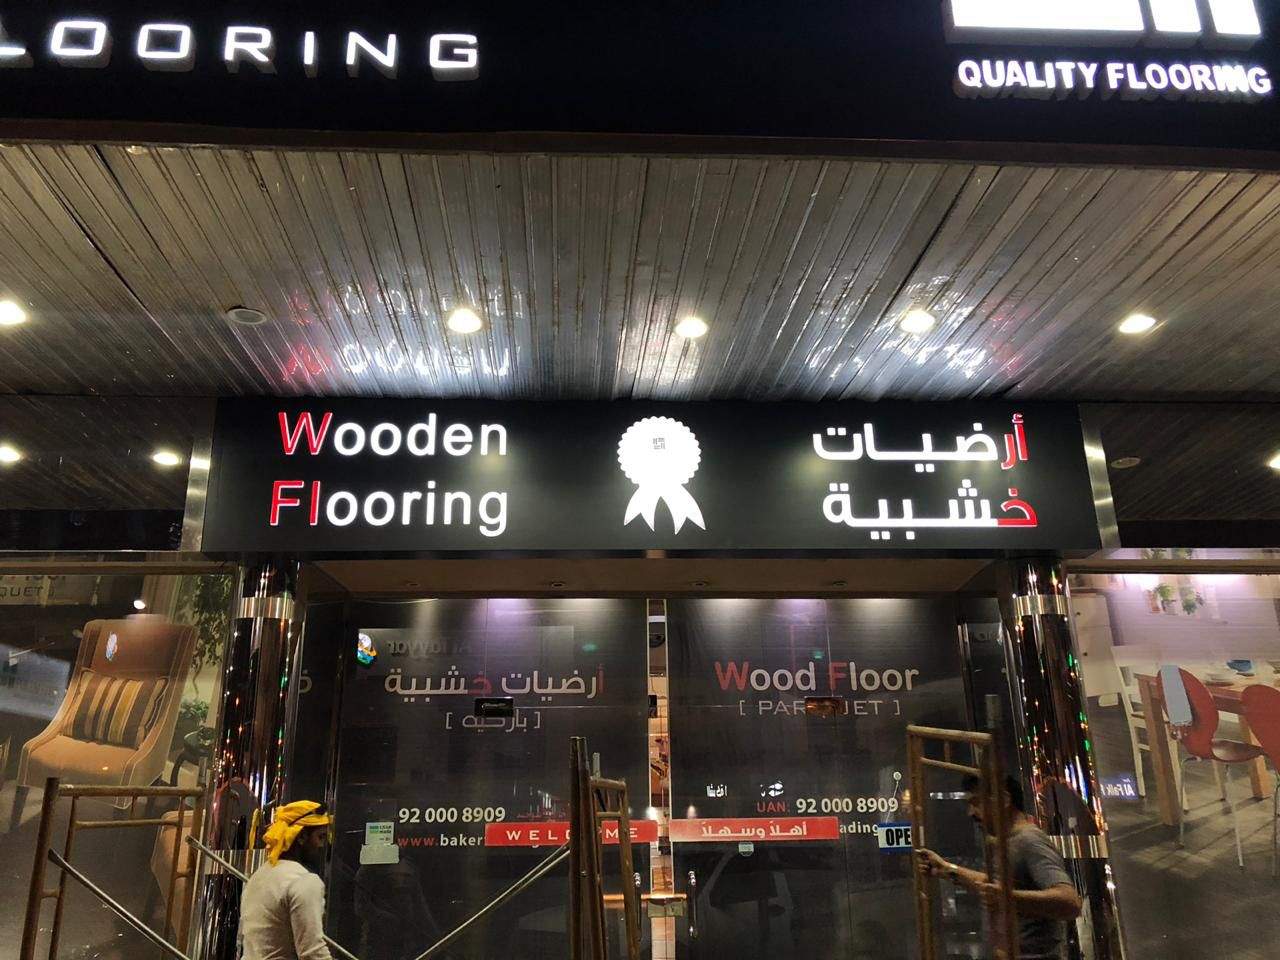 LOORING
QUALITY FLOORING
Wooden
Flooring
أرضيات
خشبية
أرضيات خشبية
[ باركيه ]
Wood Floor
[ PARQUET ]
92 000 8909
UAN: 92 000 8909
www.baker
ading
WELCOME
أهلاً وسهلاً
OPE